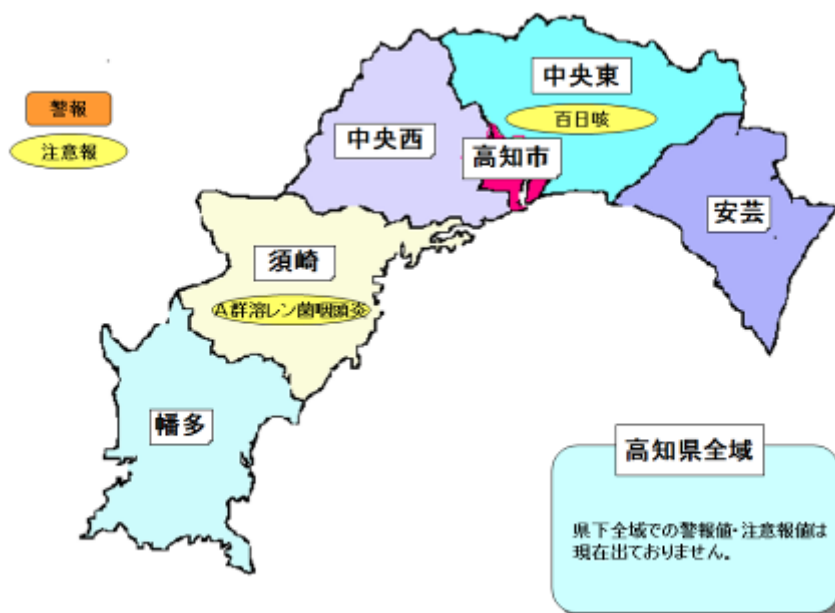 警報
注意報
中央東
百日咳
中央西
高知市
安芸
須崎
A群溶レン菌咽頭炎
幡多
高知県全域
県下全域での警報値・注意報値は
現在出ておりません。